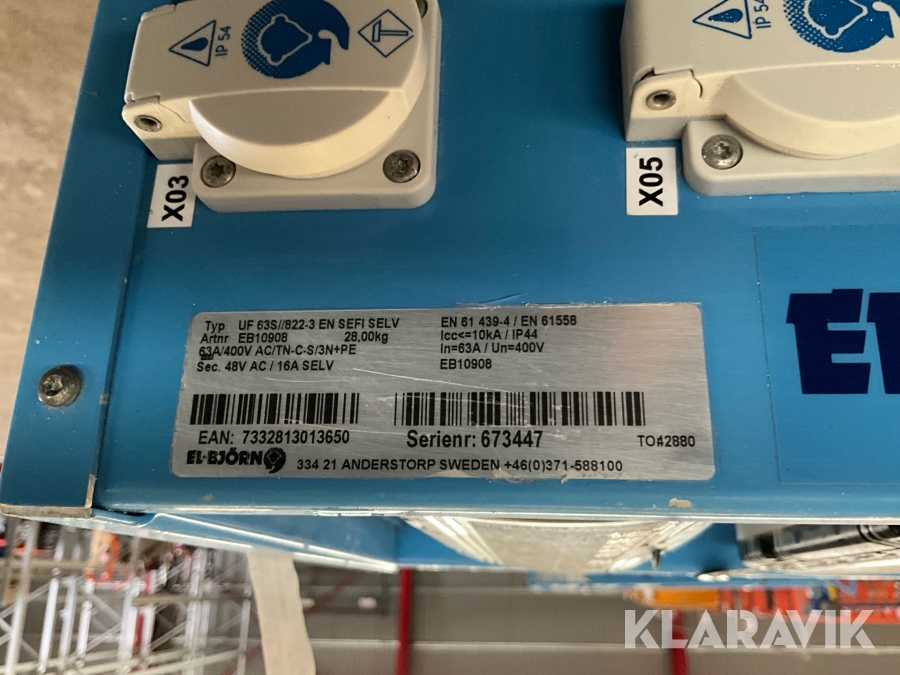 IP 54
IP 54
X03
X05
Typ UF 63S//822-3 EN SEFI SELV
Artnr EB10908 28,00kg
63A/400V AC/TN-C-S/3N+PE
Sec. 48V AC / 16A SELV
EN 61 439-4 / EN 61558
Icc<=10kA / IP44
In=63A / Un=400V
EB10908
EAN: 7332813013650
Serienr: 673447
TO42880
EL-BJÖRN
334 21 ANDERSTORP SWEDEN +46(0)371-588100
KLARAVIK